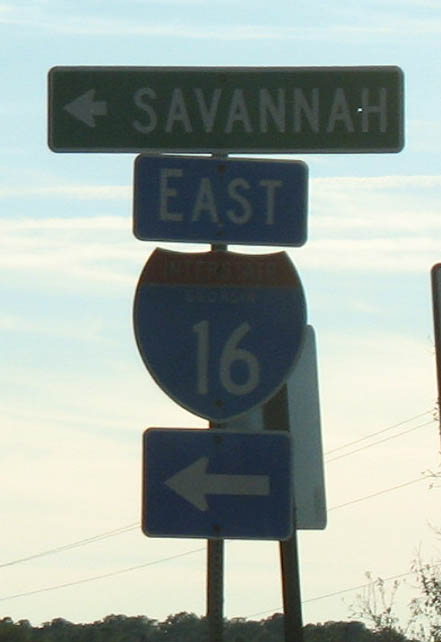 SAVANNAH
EAST
INTERSTATE
GEORGIA
16